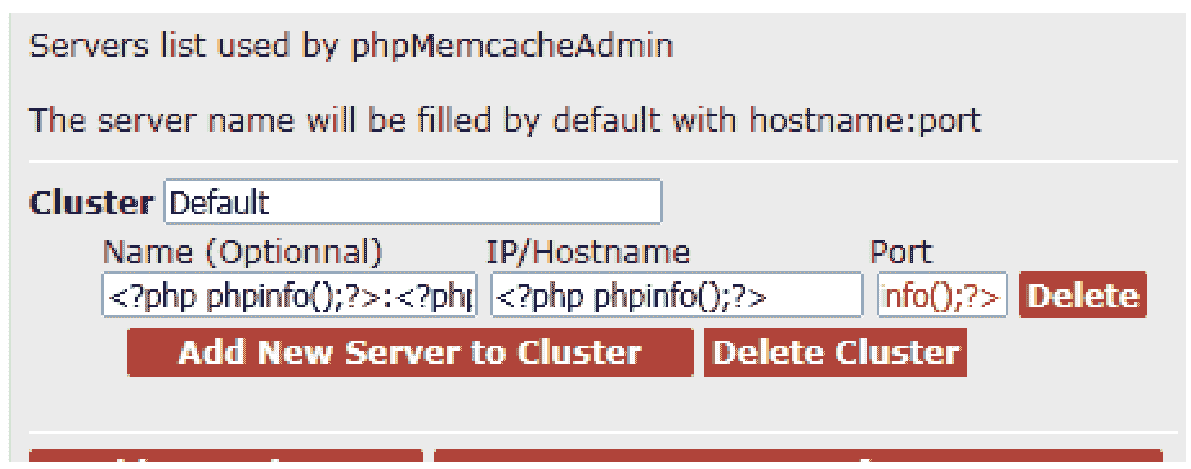 Servers list used by phpMemcacheAdmin
The server name will be filled by default with hostname:port
Cluster Default
Name (Optionnal) IP/Hostname Port
<?php phpinfo();?>:<?php <?php phpinfo();?> nfo();?> Delete
Add New Server to Cluster Delete Cluster